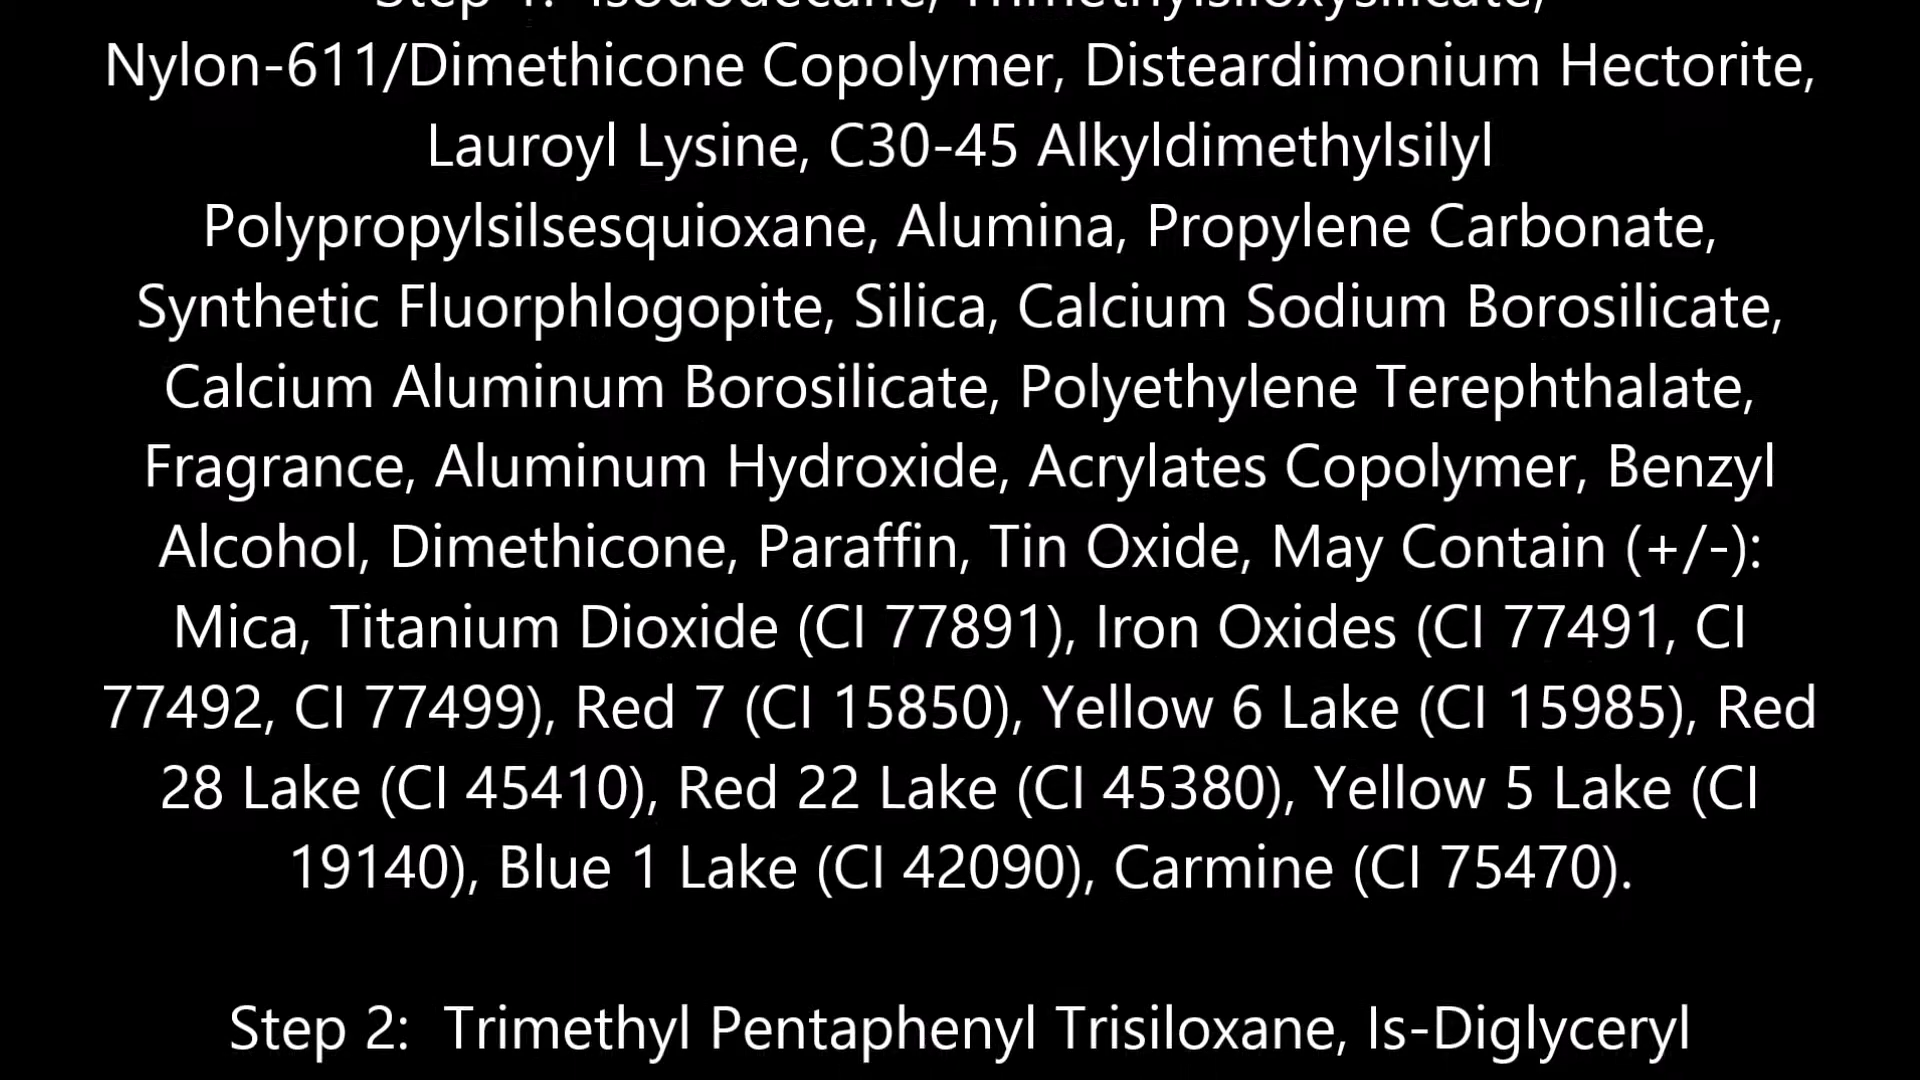 Step 1:  Isododecane, Trimethylsiloxysilicate,
Nylon-611/Dimethicone Copolymer, Disteardimonium Hectorite,
Lauroyl Lysine, C30-45 Alkyldimethylsilyl
Polypropylsilsesquioxane, Alumina, Propylene Carbonate,
Synthetic Fluorphlogopite, Silica, Calcium Sodium Borosilicate,
Calcium Aluminum Borosilicate, Polyethylene Terephthalate,
Fragrance, Aluminum Hydroxide, Acrylates Copolymer, Benzyl
Alcohol, Dimethicone, Paraffin, Tin Oxide, May Contain (+/-):
Mica, Titanium Dioxide (CI 77891), Iron Oxides (CI 77491, CI
77492, CI 77499), Red 7 (CI 15850), Yellow 6 Lake (CI 15985), Red
28 Lake (CI 45410), Red 22 Lake (CI 45380), Yellow 5 Lake (CI
19140), Blue 1 Lake (CI 42090), Carmine (CI 75470).
Step 2:  Trimethyl Pentaphenyl Trisiloxane, Is-Diglyceryl